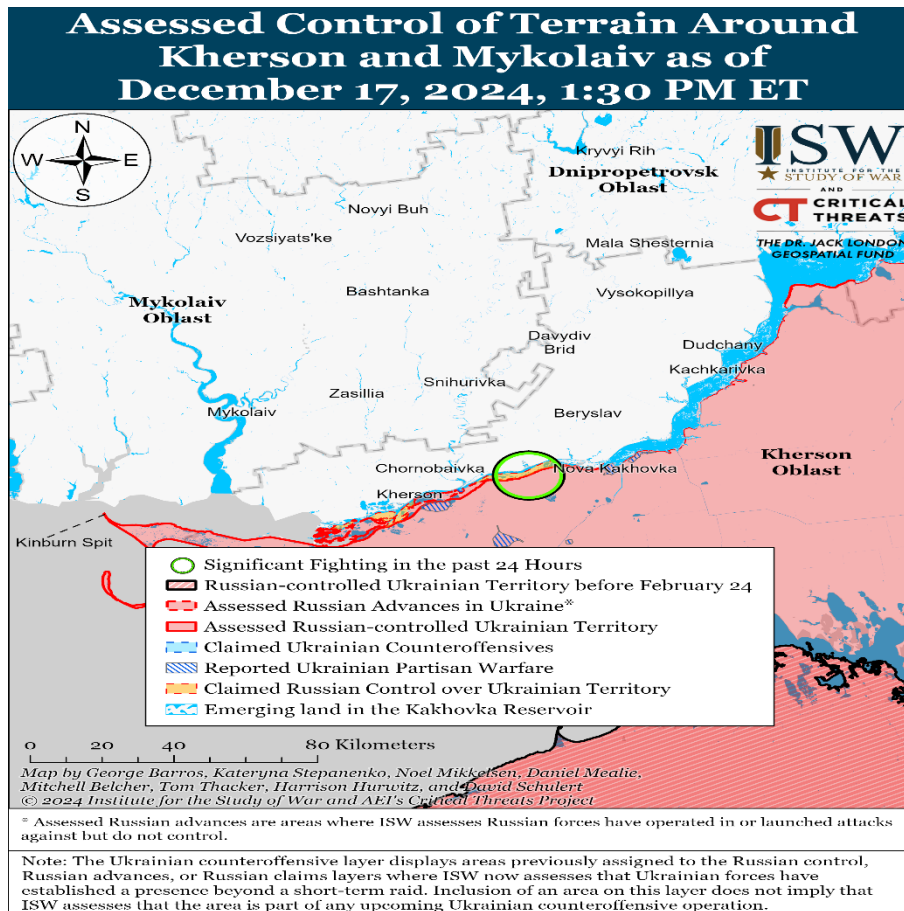 Assessed Control of Terrain Around
Kherson and Mykolaiv as of
December 17, 2024, 1:30 PM ET
N
W E
S
ISW
INSTITUTE FOR THE
STUDY OF WAR
AND
CT CRITICAL
THREATS
THE DR. JACK LONDON
GEOSPATIAL FUND
Kryvyi Rih
Dnipropetrovsk
Oblast
Novyi Buh
Vozsiyats'ke
Mala Shesternia
Bashtanka
Vysokopillya
Mykolaiv
Oblast
Davydiv
Brid
Dudchany
Kachkarivka
Snihurivka
Zasillia
Mykolaiv
Beryslav
Kherson
Oblast
Chornobaivka
Nova Kakhovka
Kherson
Kinburn Spit
Significant Fighting in the past 24 Hours
Russian-controlled Ukrainian Territory before February 24
Assessed Russian Advances in Ukraine*
Assessed Russian-controlled Ukrainian Territory
Claimed Ukrainian Counteroffensives
Reported Ukrainian Partisan Warfare
Claimed Russian Control over Ukrainian Territory
Emerging land in the Kakhovka Reservoir
0 20 40 80 Kilometers
Map by George Barros, Kateryna Stepanenko, Noel Mikkelsen, Daniel Mealie,
Mitchell Belcher, Tom Thacker, Harrison Hurwitz, and David Schulert
© 2024 Institute for the Study of War and AEI's Critical Threats Project
* Assessed Russian advances are areas where ISW assesses Russian forces have operated in or launched attacks
against but do not control.
Note: The Ukrainian counteroffensive layer displays areas previously assigned to the Russian control,
Russian advances, or Russian claims layers where ISW now assesses that Ukrainian forces have
established a presence beyond a short-term raid. Inclusion of an area on this layer does not imply that
ISW assesses that the area is part of any upcoming Ukrainian counteroffensive operation.